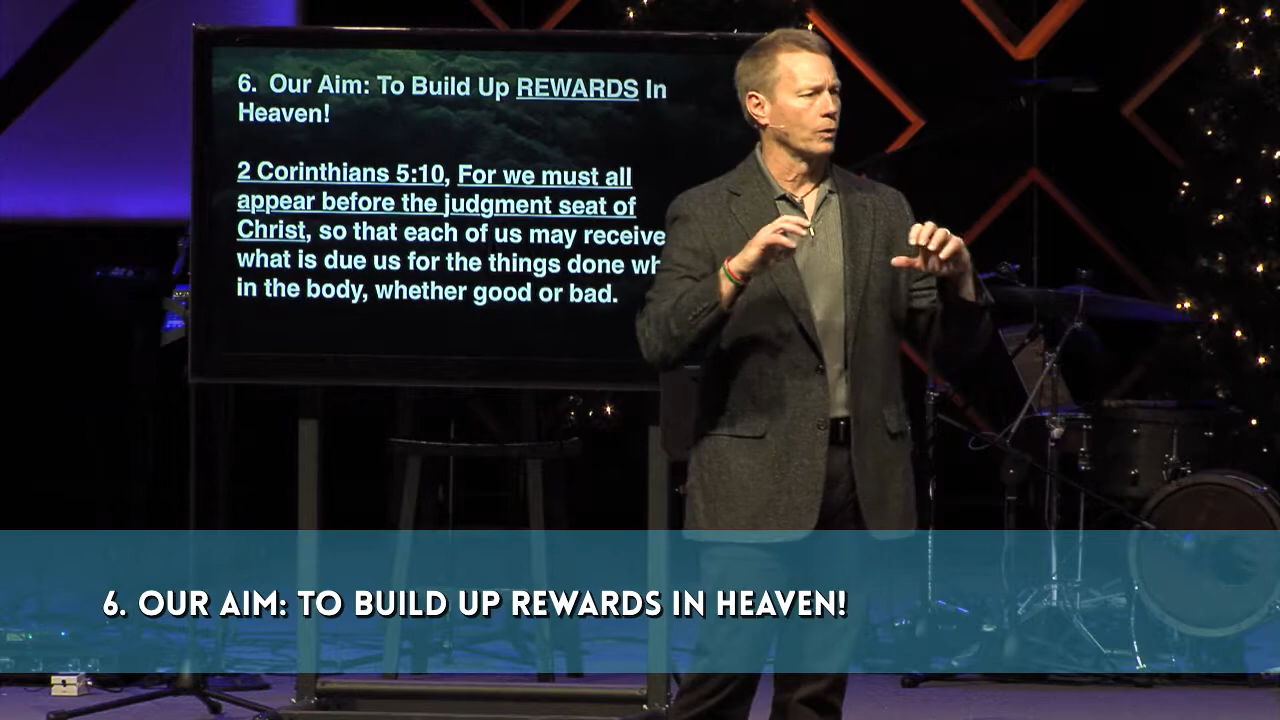 6. Our Aim: To Build Up REWARDS In
Heaven!
2 Corinthians 5:10, For we must all
appear before the judgment seat of
Christ, so that each of us may receive
what is due us for the things done
in the body, whether good or bad.
6. OUR AIM: TO BUILD UP REWARDS IN HEAVEN!